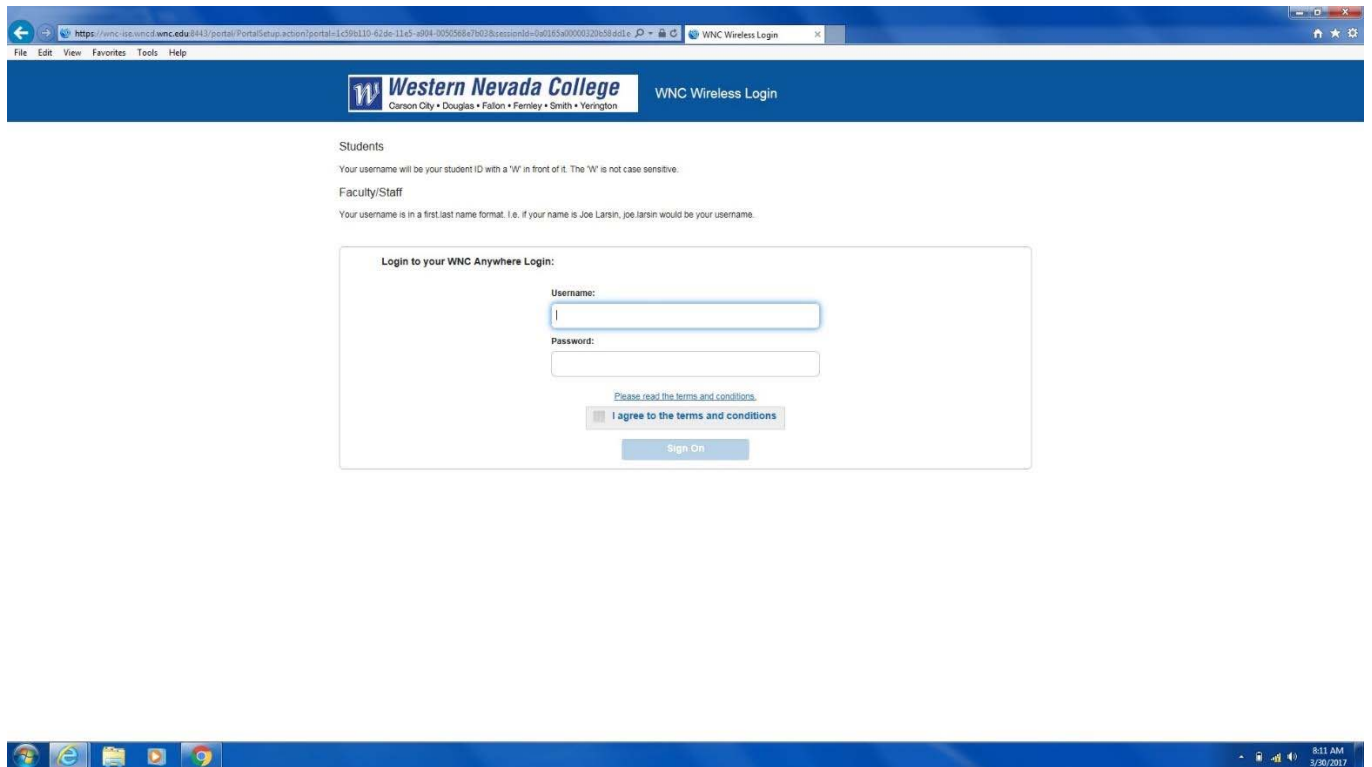 https://wnc-ise.wncd.wnc.edu:8443/portal/PortalSetup.action?portal=1c59b110-62de-11e5-a904-0050568e7b03&sessionId=0a0165a00000320b58dd1e
WNC Wireless Login
File Edit View Favorites Tools Help
W Western Nevada College
Carson City • Douglas • Fallon • Fernley • Smith • Yerington
WNC Wireless Login
Students
Your username will be your student ID with a 'W' in front of it. The 'W' is not case sensitive.
Faculty/Staff
Your username is in a first.last name format. I.e. if your name is Joe Larsin, joe.larsin would be your username.
Login to your WNC Anywhere Login:
Username:
Password:
Please read the terms and conditions.
I agree to the terms and conditions
Sign On
8:11 AM
3/30/2017